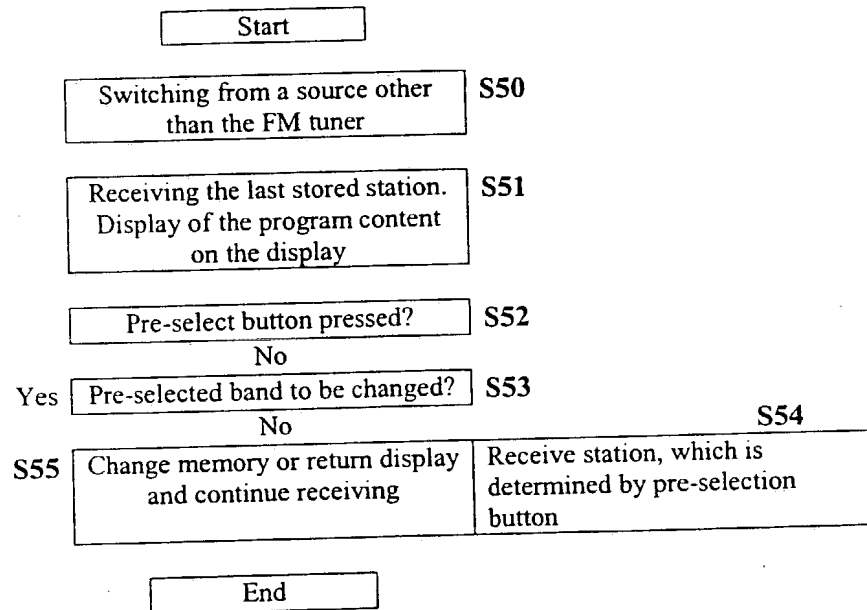 Start
Switching from a source other
than the FM tuner
S50
Receiving the last stored station.
Display of the program content
on the display
S51
Pre-select button pressed?
S52
No
Yes
Pre-selected band to be changed?
S53
No
S54
S55
Change memory or return display
and continue receiving
Receive station, which is
determined by pre-selection
button
End